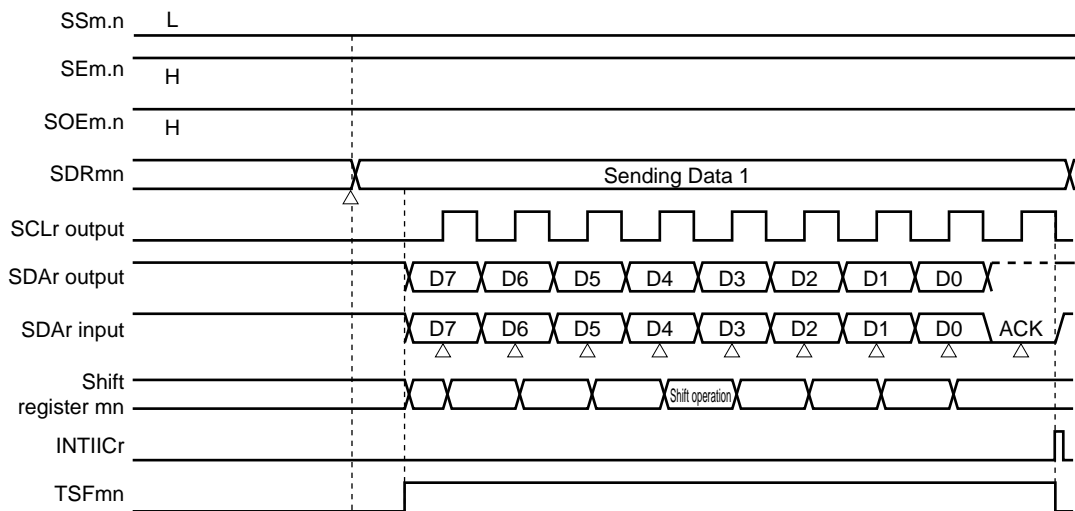 SSm.n L
SEm.n H
SOEm.n H
SDRmn Sending Data 1
SCLr output
SDAr output D7 D6 D5 D4 D3 D2 D1 D0
SDAr input D7 D6 D5 D4 D3 D2 D1 D0 ACK
Shift
register mn Shift operation
INTIICr
TSFmn